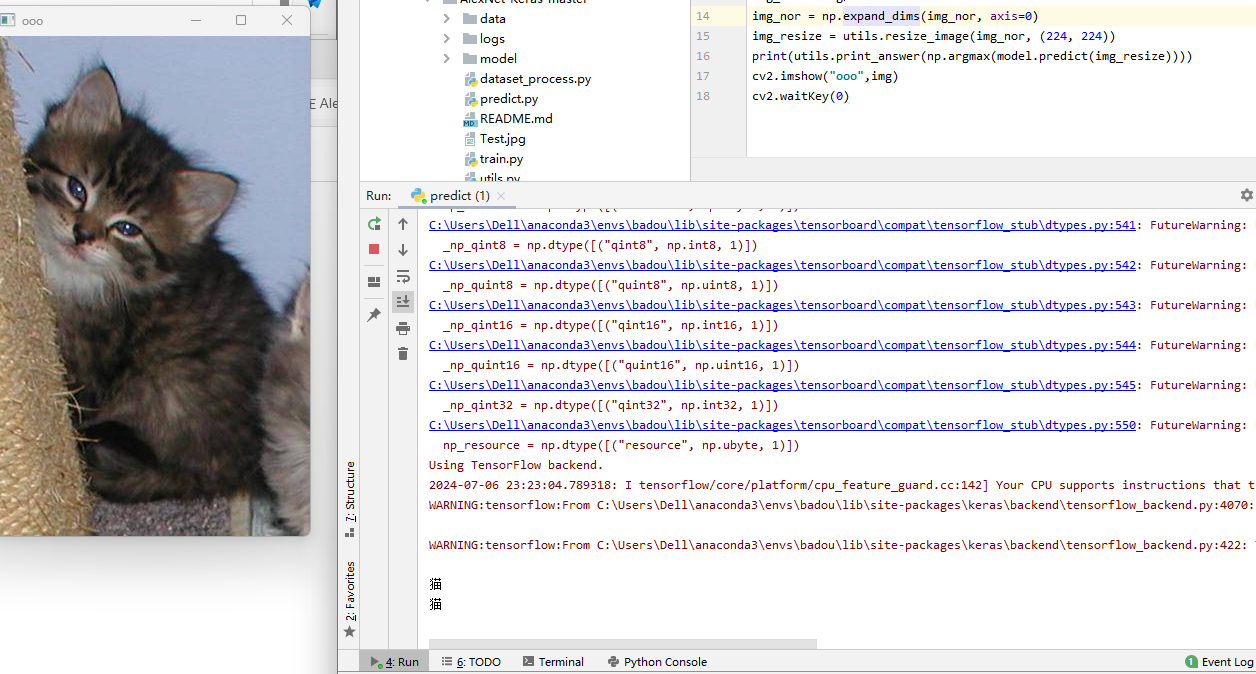 ooo
E Ale
AlexNet-Keras-master
data
logs
model
dataset_process.py
predict.py
README.md
Test.jpg
train.py
utils.py
14 img_nor = np.expand_dims(img_nor, axis=0)
15 img_resize = utils.resize_image(img_nor, (224, 224))
16 print(utils.print_answer(np.argmax(model.predict(img_resize))))
17 cv2.imshow("ooo",img)
18 cv2.waitKey(0)
Run: predict (1)
C:\Users\Dell\anaconda3\envs\badou\lib\site-packages\tensorboard\compat\tensorflow_stub\dtypes.py:541: FutureWarning:
_np_qint8 = np.dtype([("qint8", np.int8, 1)])
C:\Users\Dell\anaconda3\envs\badou\lib\site-packages\tensorboard\compat\tensorflow_stub\dtypes.py:542: FutureWarning:
_np_quint8 = np.dtype([("quint8", np.uint8, 1)])
C:\Users\Dell\anaconda3\envs\badou\lib\site-packages\tensorboard\compat\tensorflow_stub\dtypes.py:543: FutureWarning:
_np_qint16 = np.dtype([("qint16", np.int16, 1)])
C:\Users\Dell\anaconda3\envs\badou\lib\site-packages\tensorboard\compat\tensorflow_stub\dtypes.py:544: FutureWarning:
_np_quint16 = np.dtype([("quint16", np.uint16, 1)])
C:\Users\Dell\anaconda3\envs\badou\lib\site-packages\tensorboard\compat\tensorflow_stub\dtypes.py:545: FutureWarning:
_np_qint32 = np.dtype([("qint32", np.int32, 1)])
C:\Users\Dell\anaconda3\envs\badou\lib\site-packages\tensorboard\compat\tensorflow_stub\dtypes.py:550: FutureWarning:
np_resource = np.dtype([("resource", np.ubyte, 1)])
Using TensorFlow backend.
2024-07-06 23:23:04.789318: I tensorflow/core/platform/cpu_feature_guard.cc:142] Your CPU supports instructions that t
WARNING:tensorflow:From C:\Users\Dell\anaconda3\envs\badou\lib\site-packages\keras\backend\tensorflow_backend.py:4070:
WARNING:tensorflow:From C:\Users\Dell\anaconda3\envs\badou\lib\site-packages\keras\backend\tensorflow_backend.py:422:
猫
猫
7: Structure
2: Favorites
4: Run 6: TODO Terminal Python Console 1 Event Log